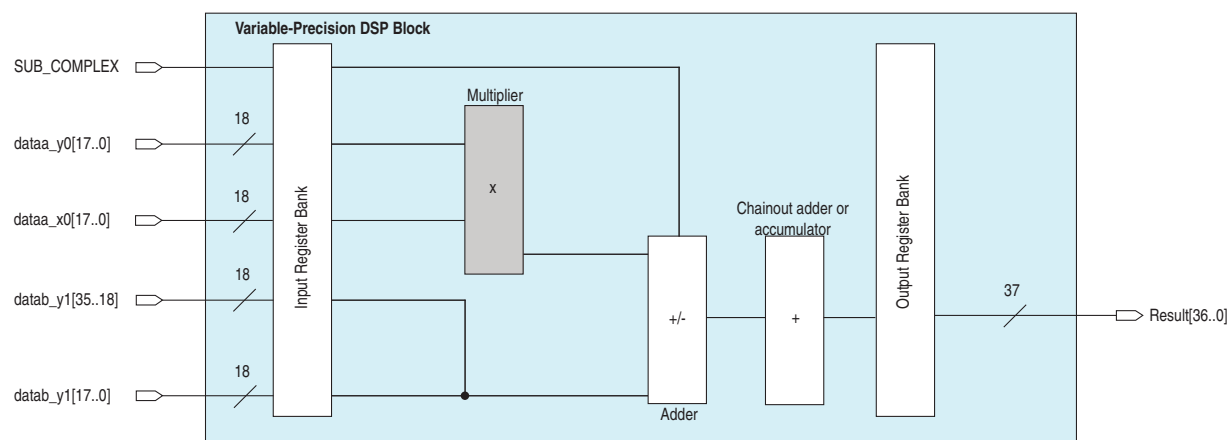 Variable-Precision DSP Block
SUB_COMPLEX
Multiplier
18
dataa_y0[17..0]
x
18
dataa_x0[17..0]
Input Register Bank
Chainout adder or
accumulator
Output Register Bank
18
datab_y1[35..18]
+/-
+
37
Result[36..0]
18
datab_y1[17..0]
Adder